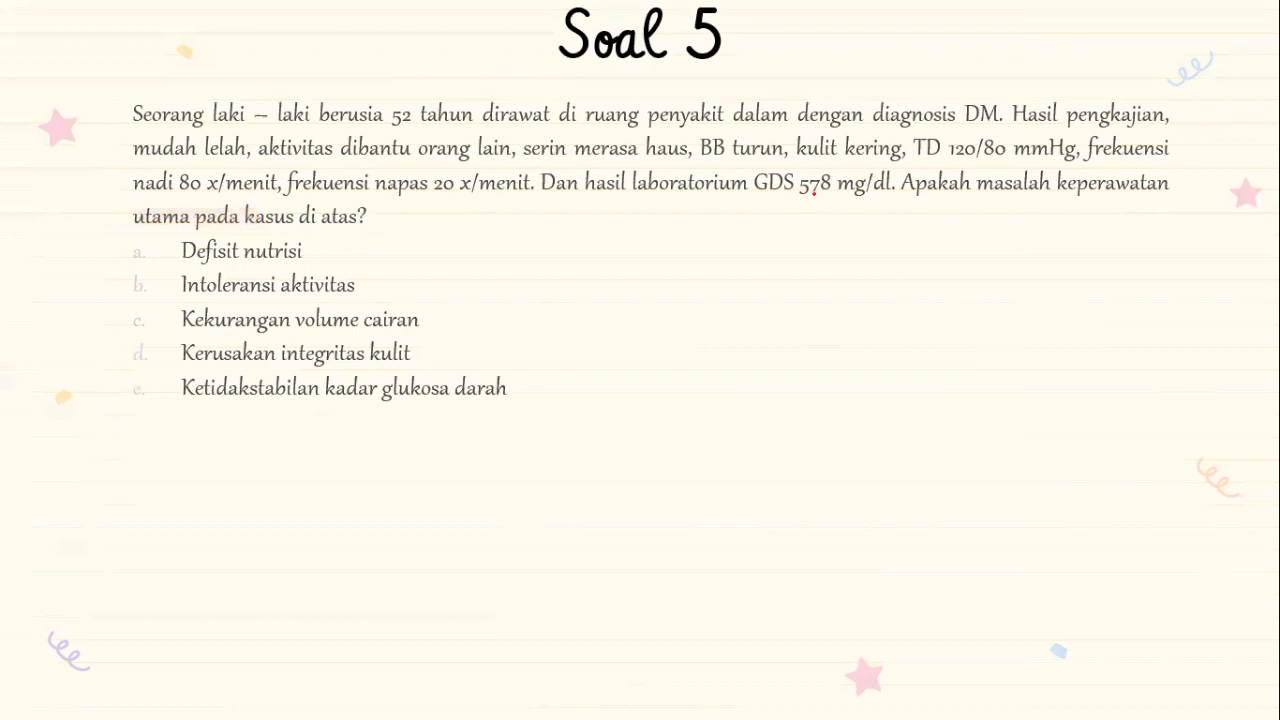 Soal 5
Seorang laki – laki berusia 52 tahun dirawat di ruang penyakit dalam dengan diagnosis DM. Hasil pengkajian,
mudah lelah, aktivitas dibantu orang lain, serin merasa haus, BB turun, kulit kering, TD 120/80 mmHg, frekuensi
nadi 80 x/menit, frekuensi napas 20 x/menit. Dan hasil laboratorium GDS 578 mg/dl. Apakah masalah keperawatan
utama pada kasus di atas?
a. Defisit nutrisi
b. Intoleransi aktivitas
c. Kekurangan volume cairan
d. Kerusakan integritas kulit
e. Ketidakstabilan kadar glukosa darah